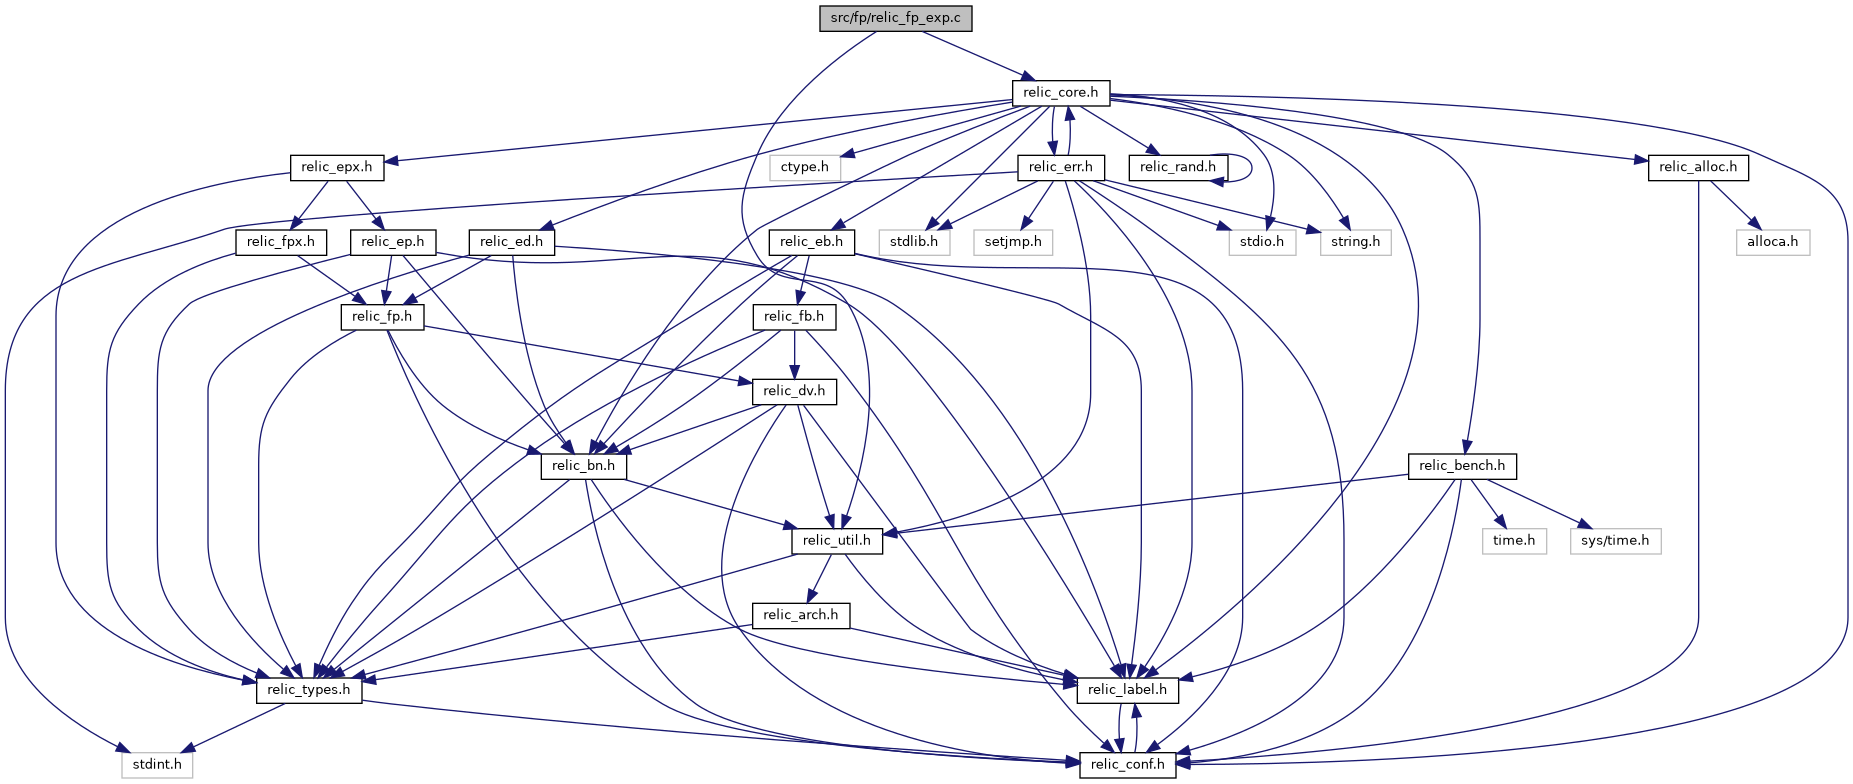 src/fp/relic_fp_exp.c
relic_core.h
relic_epx.h
ctype.h
relic_err.h
relic_rand.h
relic_alloc.h
relic_fpx.h
relic_ep.h
relic_ed.h
relic_eb.h
stdlib.h
setjmp.h
stdio.h
string.h
alloca.h
relic_fp.h
relic_fb.h
relic_dv.h
relic_bn.h
relic_bench.h
relic_util.h
time.h
sys/time.h
relic_arch.h
relic_types.h
relic_label.h
stdint.h
relic_conf.h